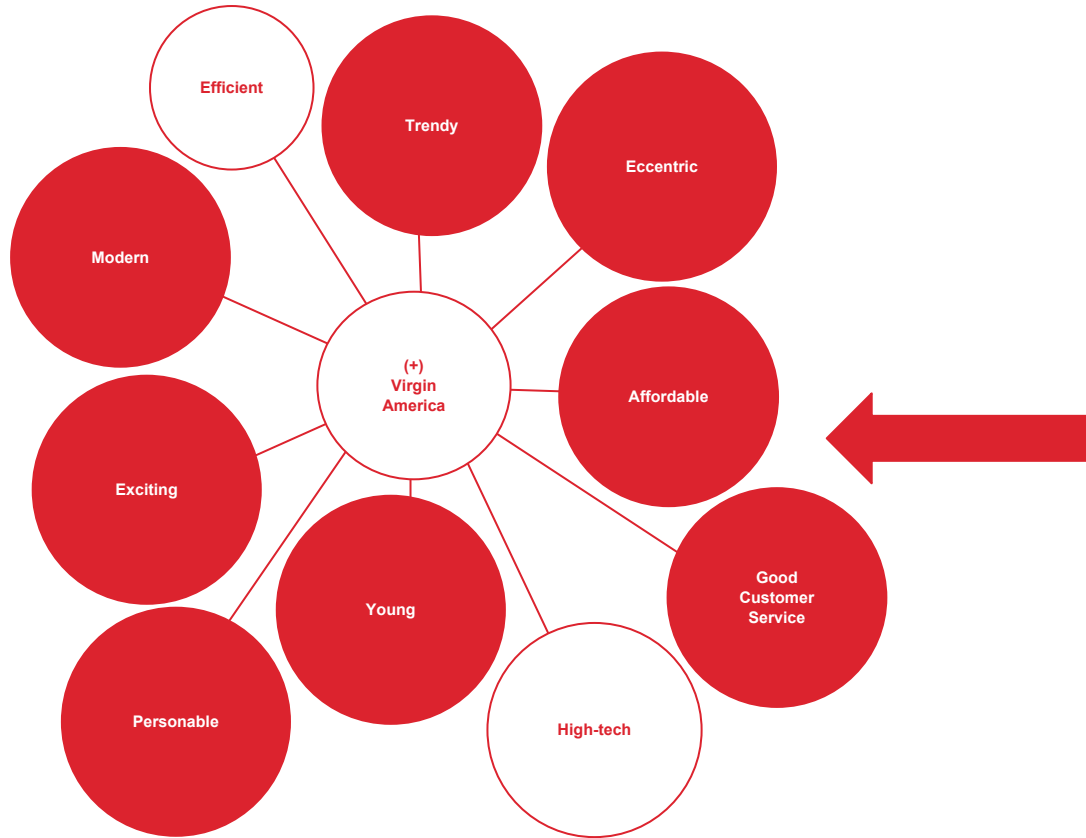 Efficient
Trendy
Eccentric
Modern
(+)
Virgin
America
Affordable
Exciting
Good
Customer
Service
Young
Personable
High-tech